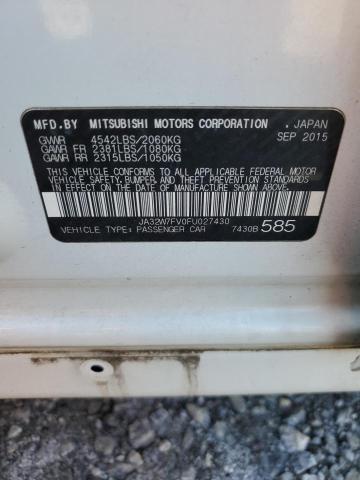 MFD.BY MITSUBISHI MOTORS CORPORATION . JAPAN
GVWR 4542LBS/2060KG SEP 2015
GAWR FR 2381LBS/1080KG
GAWR RR 2315LBS/1050KG
THIS VEHICLE CONFORMS TO ALL APPLICABLE FEDERAL MOTOR
VEHICLE SAFETY,BUMPER AND THEFT PREVENTION STANDARDS
IN EFFECT ON THE DATE OF MANUFACTURE SHOWN ABOVE.
JA32W7FV0FU027430
VEHICLE TYPE: PASSENGER CAR 7430B 585